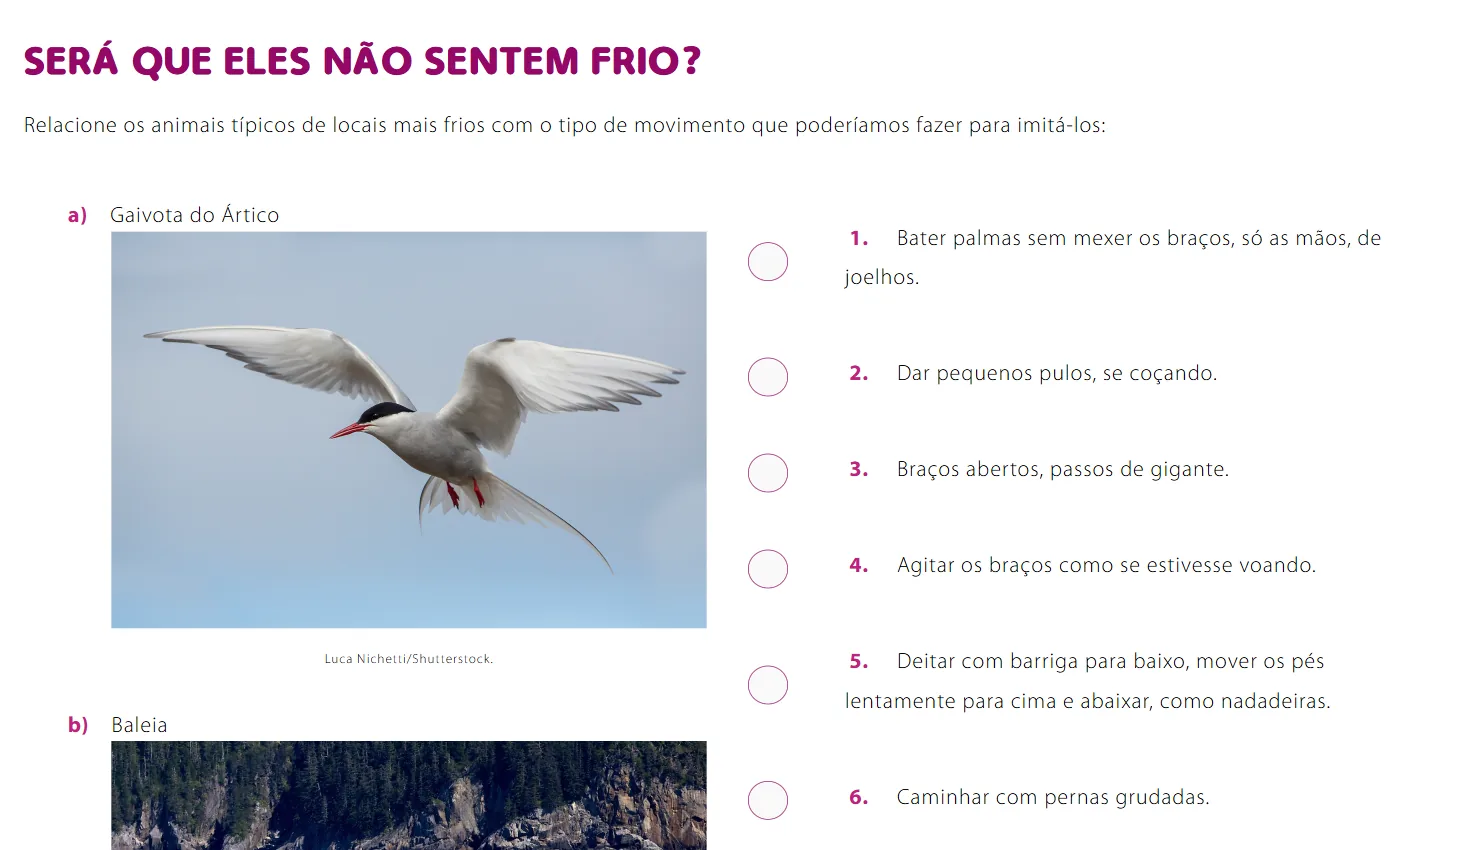 SERÁ QUE ELES NÃO SENTEM FRIO?
Relacione os animais típicos de locais mais frios com o tipo de movimento que poderíamos fazer para imitá-los:
a) Gaivota do Ártico
Luca Nichetti/Shutterstock.
b) Baleia
1. Bater palmas sem mexer os braços, só as mãos, de
joelhos.
2. Dar pequenos pulos, se coçando.
3. Braços abertos, passos de gigante.
4. Agitar os braços como se estivesse voando.
5. Deitar com barriga para baixo, mover os pés
lentamente para cima e abaixar, como nadadeiras.
6. Caminhar com pernas grudadas.